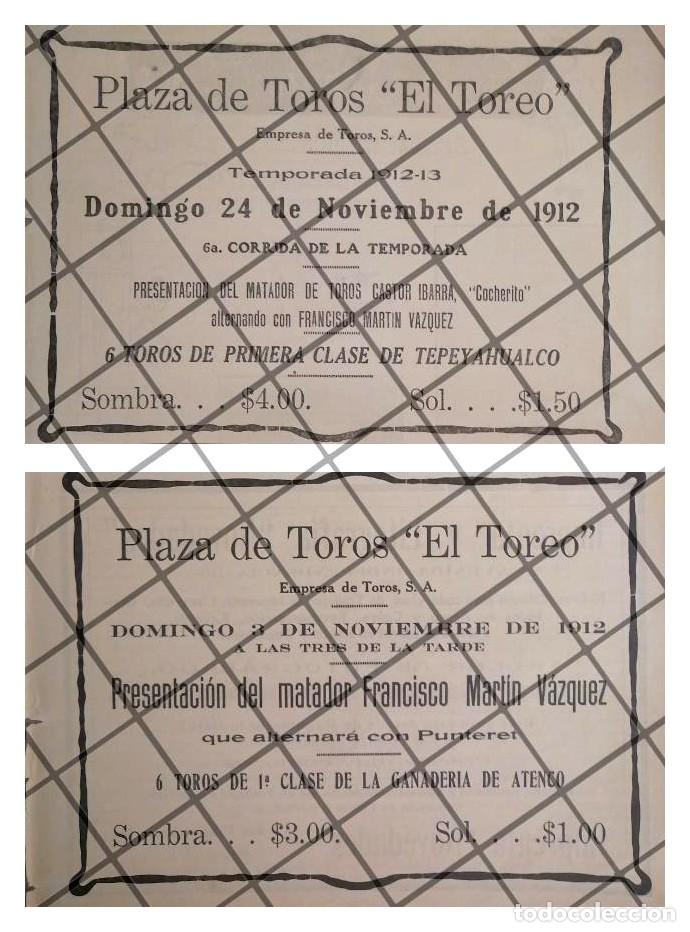 Plaza de Toros "El Toreo"
Empresa de Toros, S. A.
Temporada 1912-13
Domingo 24 de Noviembre de 1912
6a. CORRIDA DE LA TEMPORADA
PRESENTACION DEL MATADOR DE TOROS CASTOR IBARRA, "Cocherito"
alternando con FRANCISCO MARTIN VAZQUEZ
6 TOROS DE PRIMERA CLASE DE TEPEYAHUALCO
Sombra. . . $4.00. Sol. . . .$1.50
Plaza de Toros "El Toreo"
Empresa de Toros, S. A.
DOMINGO 3 DE NOVIEMBRE DE 1912
A LAS TRES DE LA TARDE
Presentación del matador Francisco Martín Vázquez
que alternará con Punteret
6 TOROS DE 1ª CLASE DE LA GANADERIA DE ATENCO
Sombra. . . $3.00. Sol. . . .$1.00
todocoleccion